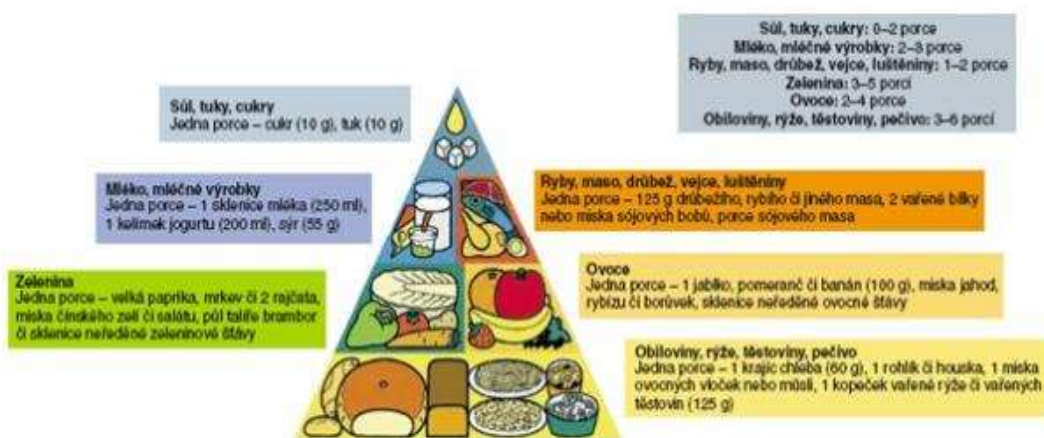 Sůl, tuky, cukry: 0–2 porce
Mléko, mléčné výrobky: 2–3 porce
Ryby, maso, drůbež, vejce, luštěniny: 1–2 porce
Zelenina: 3–5 porcí
Ovoce: 2–4 porce
Obiloviny, rýže, těstoviny, pečivo: 3–6 porcí
Sůl, tuky, cukry
Jedna porce – cukr (10 g), tuk (10 g)
Mléko, mléčné výrobky
Jedna porce – 1 sklenice mléka (250 ml),
1 kelímek jogurtu (200 ml), sýr (55 g)
Ryby, maso, drůbež, vejce, luštěniny
Jedna porce – 125 g drůbežího, rybího či jiného masa, 2 vařené bílky
nebo miska sójových bobů, porce sójového masa
Zelenina
Jedna porce – velká paprika, mrkev či 2 rajčata,
miska čínského zelí či salátu, půl talíře brambor
či sklenice neředěné zeleninové šťávy
Ovoce
Jedna porce – 1 jablko, pomeranč či banán (100 g), miska jahod,
rybízu či borůvek, sklenice neředěné ovocné šťávy
Obiloviny, rýže, těstoviny, pečivo
Jedna porce – 1 krajíc chleba (60 g), 1 rohlík či houska, 1 miska
ovocných vloček nebo müsli, 1 kopeček vařené rýže či vařených
těstovin (125 g)